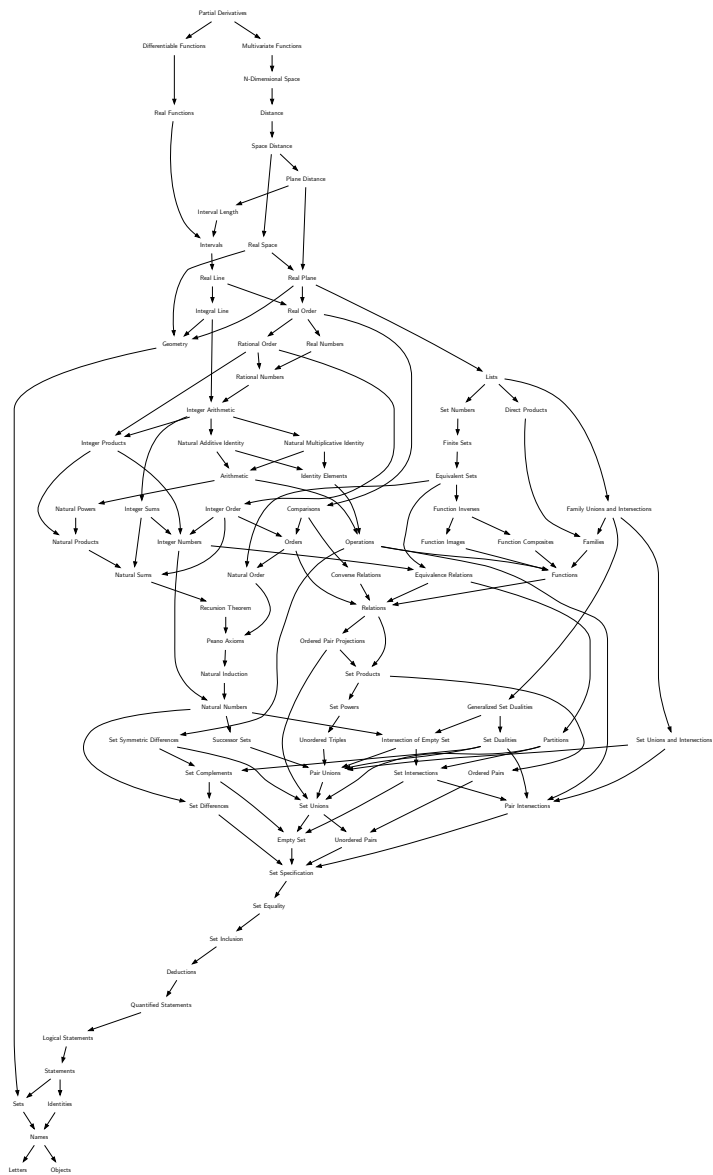 Partial Derivatives
Differentiable Functions Multivariate Functions
N-Dimensional Space
Real Functions Distance
Space Distance
Plane Distance
Interval Length
Intervals Real Space
Real Line Real Plane
Integral Line Real Order
Geometry Rational Order Real Numbers
Rational Numbers Lists
Integer Arithmetic Set Numbers Direct Products
Integer Products Natural Additive Identity Natural Multiplicative Identity Finite Sets
Arithmetic Identity Elements Equivalent Sets
Natural Powers Integer Sums Integer Order Comparisons Function Inverses Family Unions and Intersections
Natural Products Integer Numbers Orders Operations Function Images Function Composites Families
Natural Sums Natural Order Converse Relations Equivalence Relations Functions
Recursion Theorem Relations
Peano Axioms Ordered Pair Projections
Natural Induction Set Products
Natural Numbers Set Powers Generalized Set Dualities
Set Symmetric Differences Successor Sets Unordered Triples Intersection of Empty Set Set Dualities Partitions Set Unions and Intersections
Set Complements Pair Unions Set Intersections Ordered Pairs
Set Differences Set Unions Pair Intersections
Empty Set Unordered Pairs
Set Specification
Set Equality
Set Inclusion
Deductions
Quantified Statements
Logical Statements
Statements
Sets Identities
Names
Letters Objects